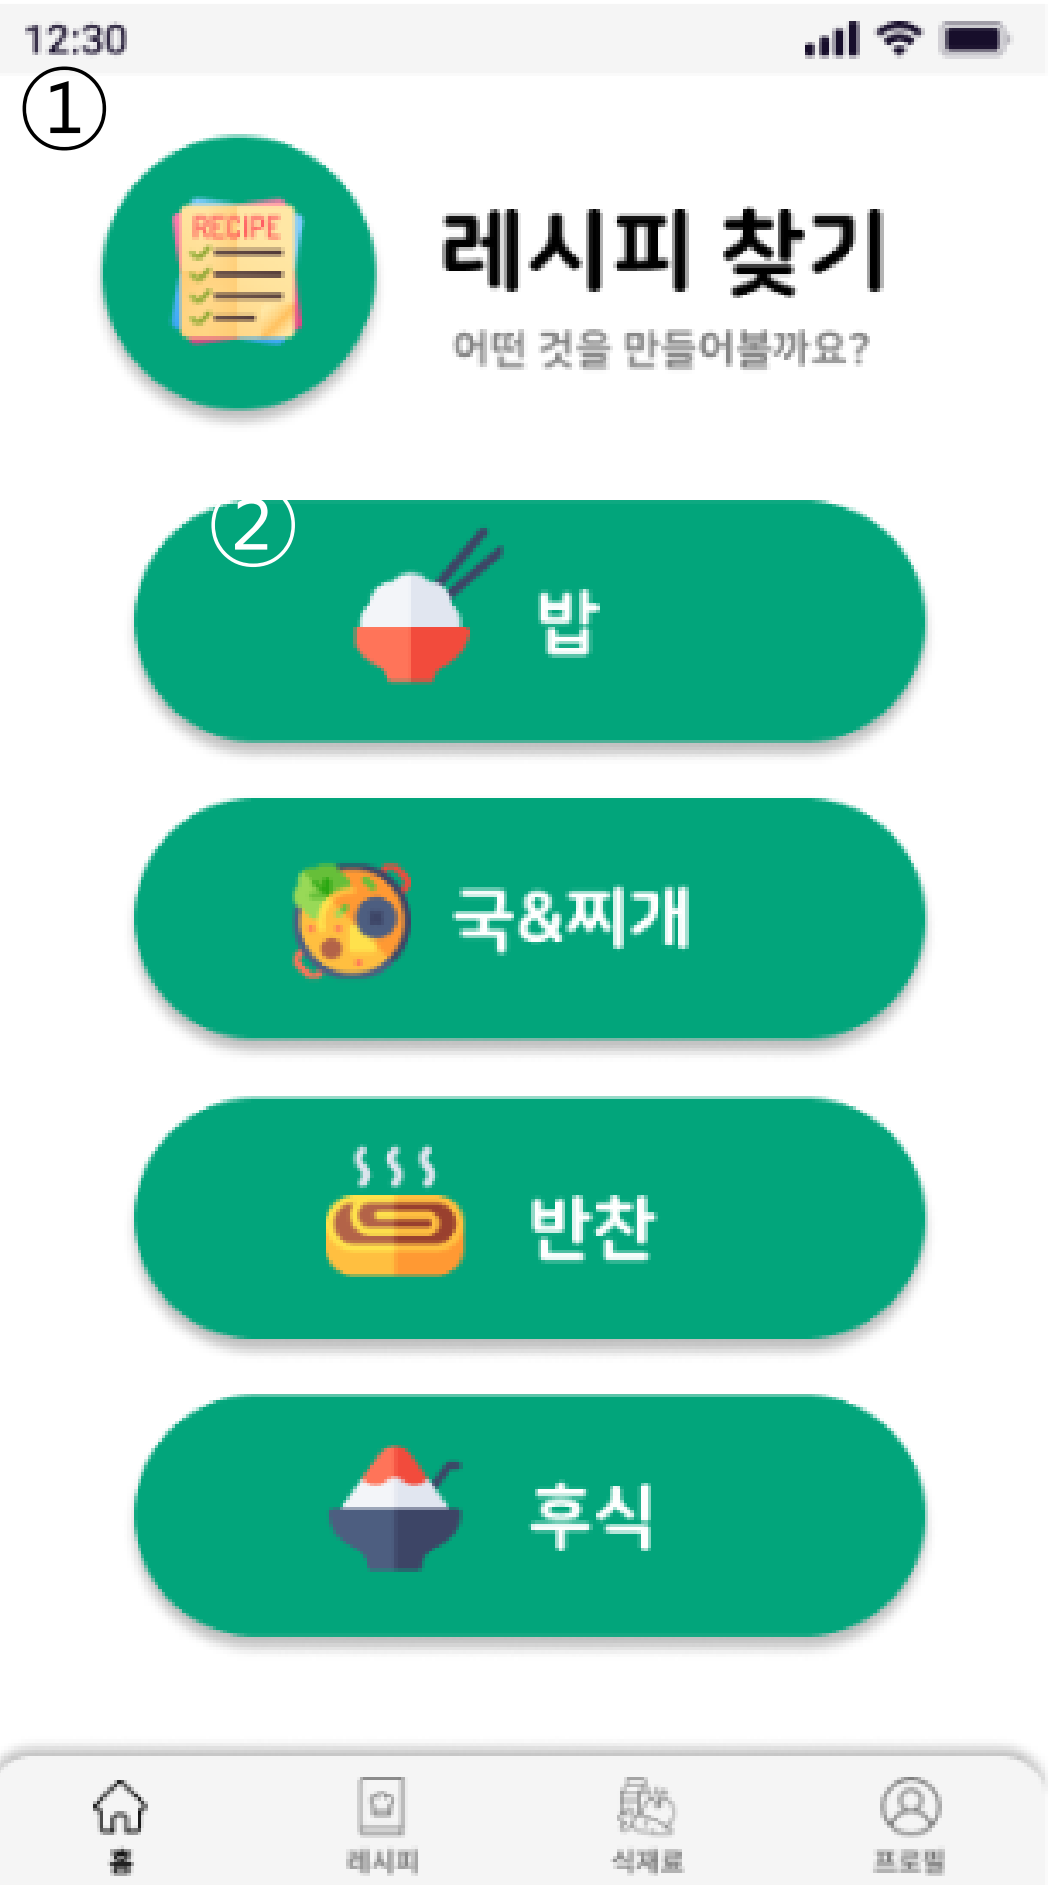 12:30
①
RECIPE
레시피 찾기
어떤 것을 만들어볼까요?
②
밥
국&찌개
반찬
후식
홈
레시피
식재료
프로필